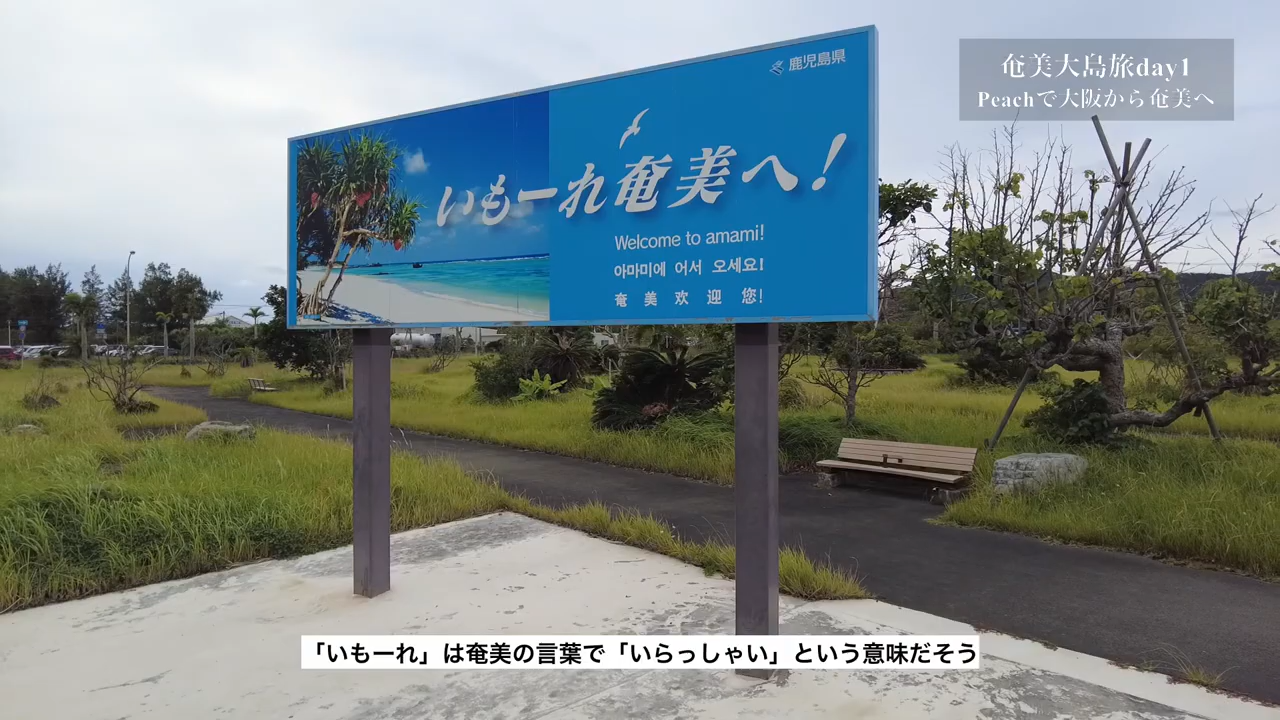 奄美大島旅day1
Peachで大阪から奄美へ
鹿児島県
いもーれ奄美へ!
Welcome to amami!
아마미에 어서 오세요!
奄美欢迎您!
「いもーれ」は奄美の言葉で「いらっしゃい」という意味だそう